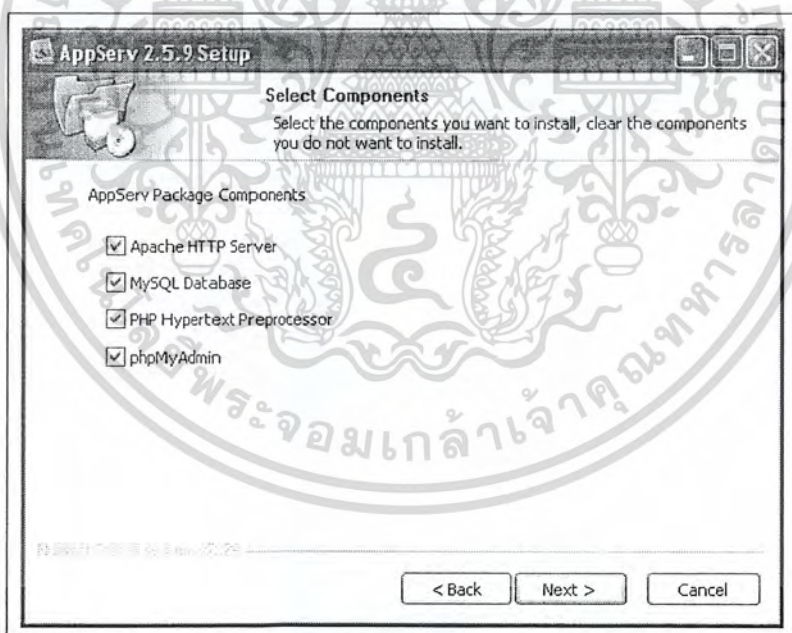 AppServ 2.5.9 Setup
Select Components
Select the components you want to install, clear the components
you do not want to install.
AppServ Package Components
Apache HTTP Server
MySQL Database
PHP Hypertext Preprocessor
phpMyAdmin
< Back Next > Cancel
พระจอมเกล้าเจ้าคุณทหารลาด